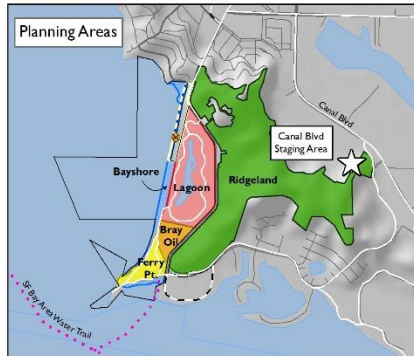 Planning Areas
Canal Blvd
Canal Blvd
Staging Area
Bayshore
Lagoon
Ridgeland
Bray
Oil
Ferry
Pt.
SF Bay Area Water Trail